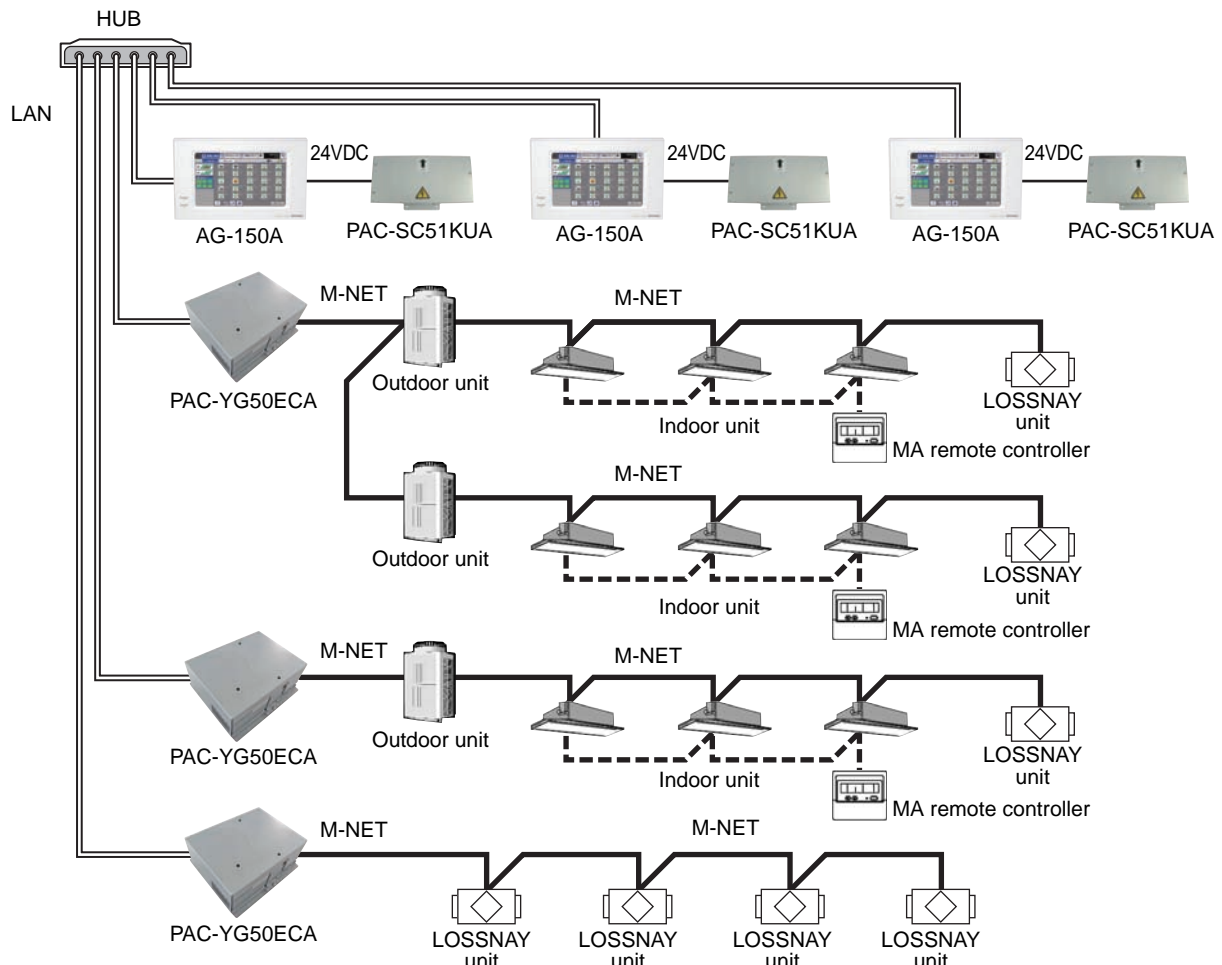 HUB
LAN
24VDC
24VDC
24VDC
AG-150A
PAC-SC51KUA
AG-150A
PAC-SC51KUA
AG-150A
PAC-SC51KUA
M-NET
M-NET
PAC-YG50ECA
Outdoor unit
Indoor unit
LOSSNAY
unit
MA remote controller
M-NET
Outdoor unit
Indoor unit
LOSSNAY
unit
MA remote controller
M-NET
M-NET
PAC-YG50ECA
Outdoor unit
Indoor unit
LOSSNAY
unit
MA remote controller
M-NET
M-NET
PAC-YG50ECA
LOSSNAY
unit
LOSSNAY
unit
LOSSNAY
unit
LOSSNAY
unit